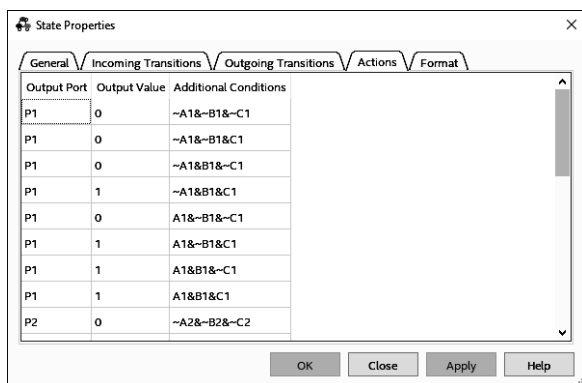 State Properties
General Incoming Transitions Outgoing Transitions Actions Format
Output Port Output Value Additional Conditions
P1 0 ~A1&~B1&~C1
P1 0 ~A1&~B1&C1
P1 0 ~A1&B1&~C1
P1 1 ~A1&B1&C1
P1 0 A1&~B1&~C1
P1 1 A1&~B1&C1
P1 1 A1&B1&~C1
P1 1 A1&B1&C1
P2 0 ~A2&~B2&~C2
OK Close Apply Help